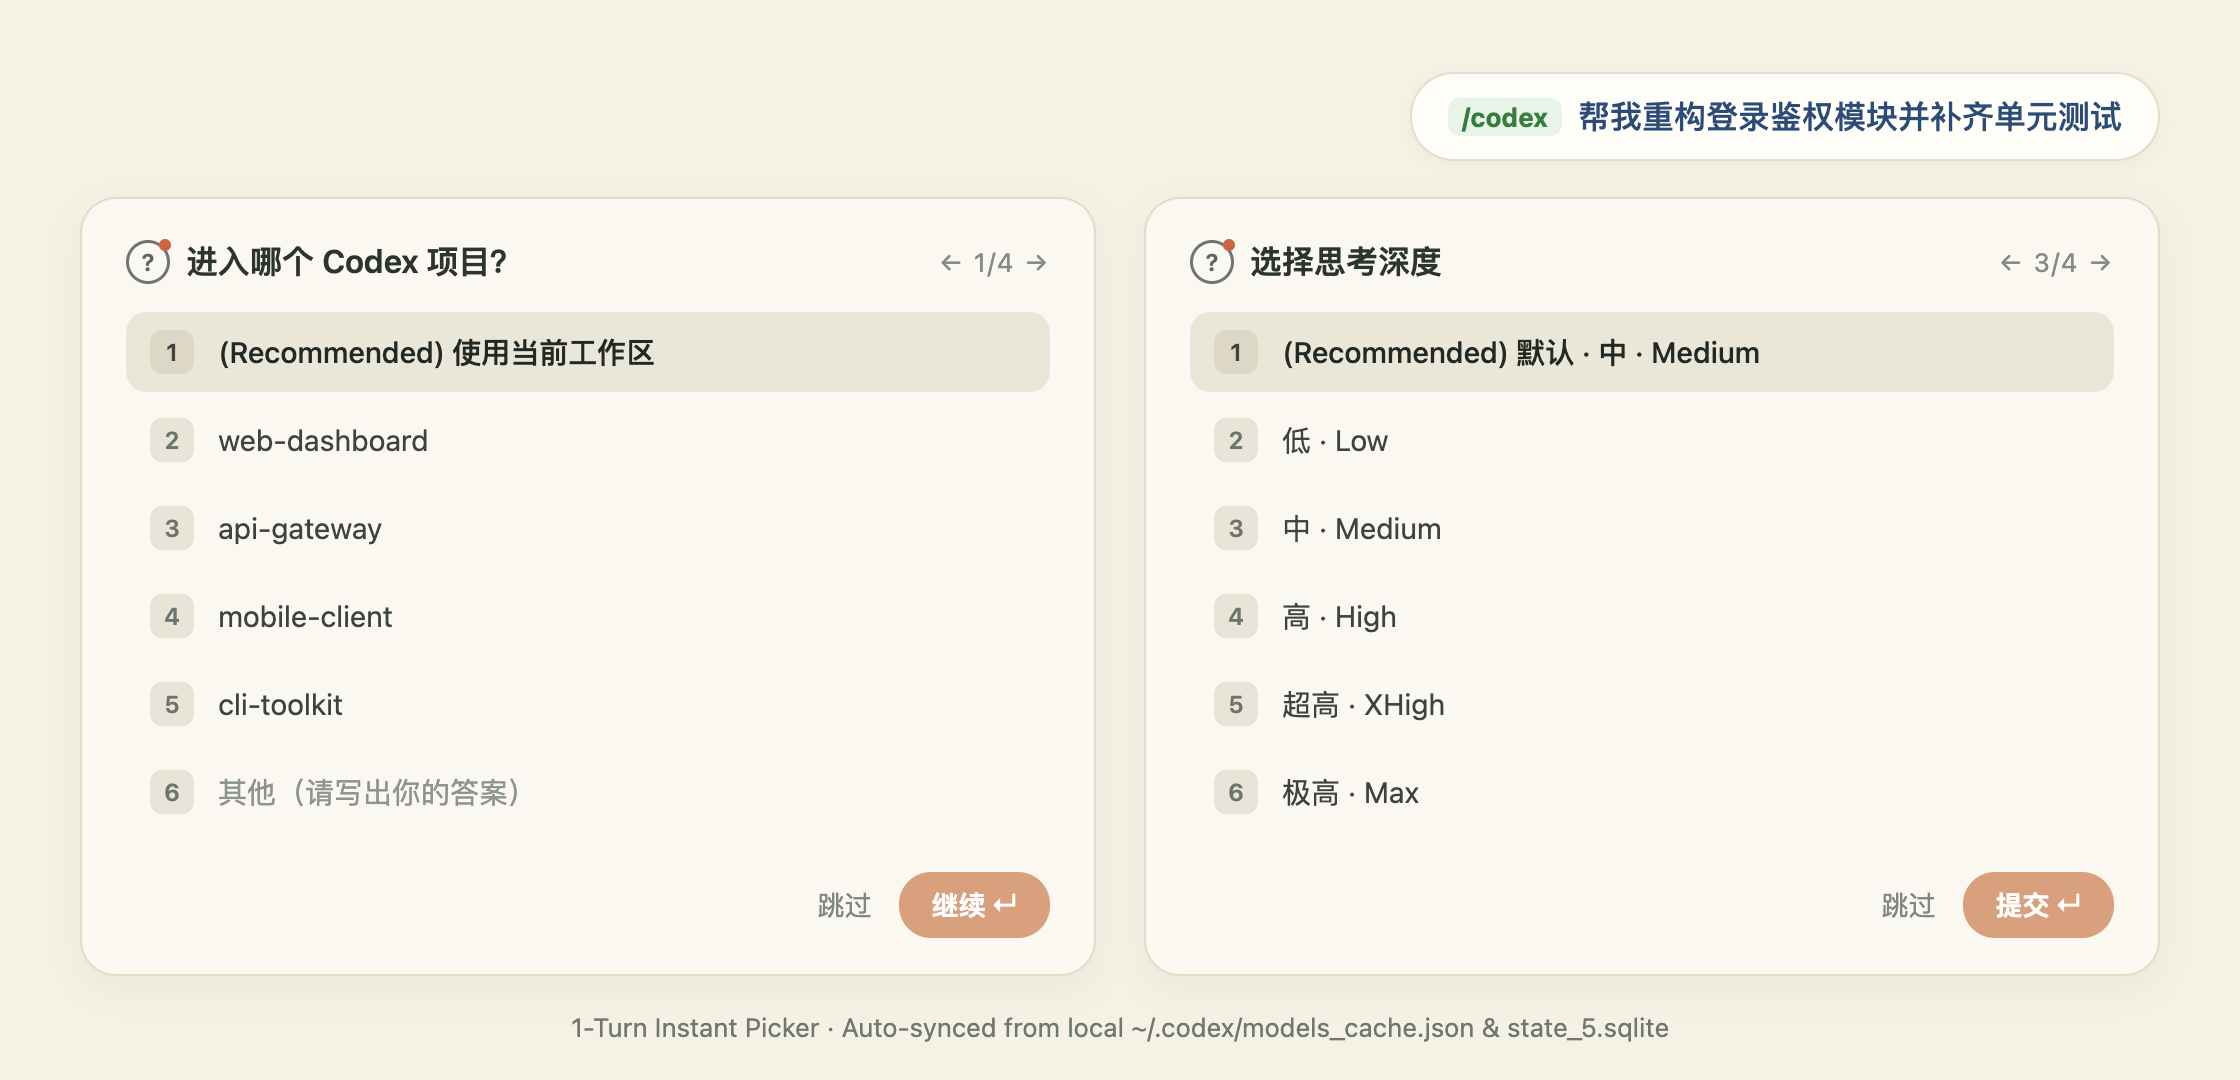 /codex 帮我重构登录鉴权模块并补齐单元测试
? 进入哪个 Codex 项目? ← 1/4 →
1 (Recommended) 使用当前工作区
2 web-dashboard
3 api-gateway
4 mobile-client
5 cli-toolkit
6 其他（请写出你的答案）
跳过 继续 ↵
? 选择思考深度 ← 3/4 →
1 (Recommended) 默认 · 中 · Medium
2 低 · Low
3 中 · Medium
4 高 · High
5 超高 · XHigh
6 极高 · Max
跳过 提交 ↵
1-Turn Instant Picker · Auto-synced from local ~/.codex/models_cache.json & state_5.sqlite